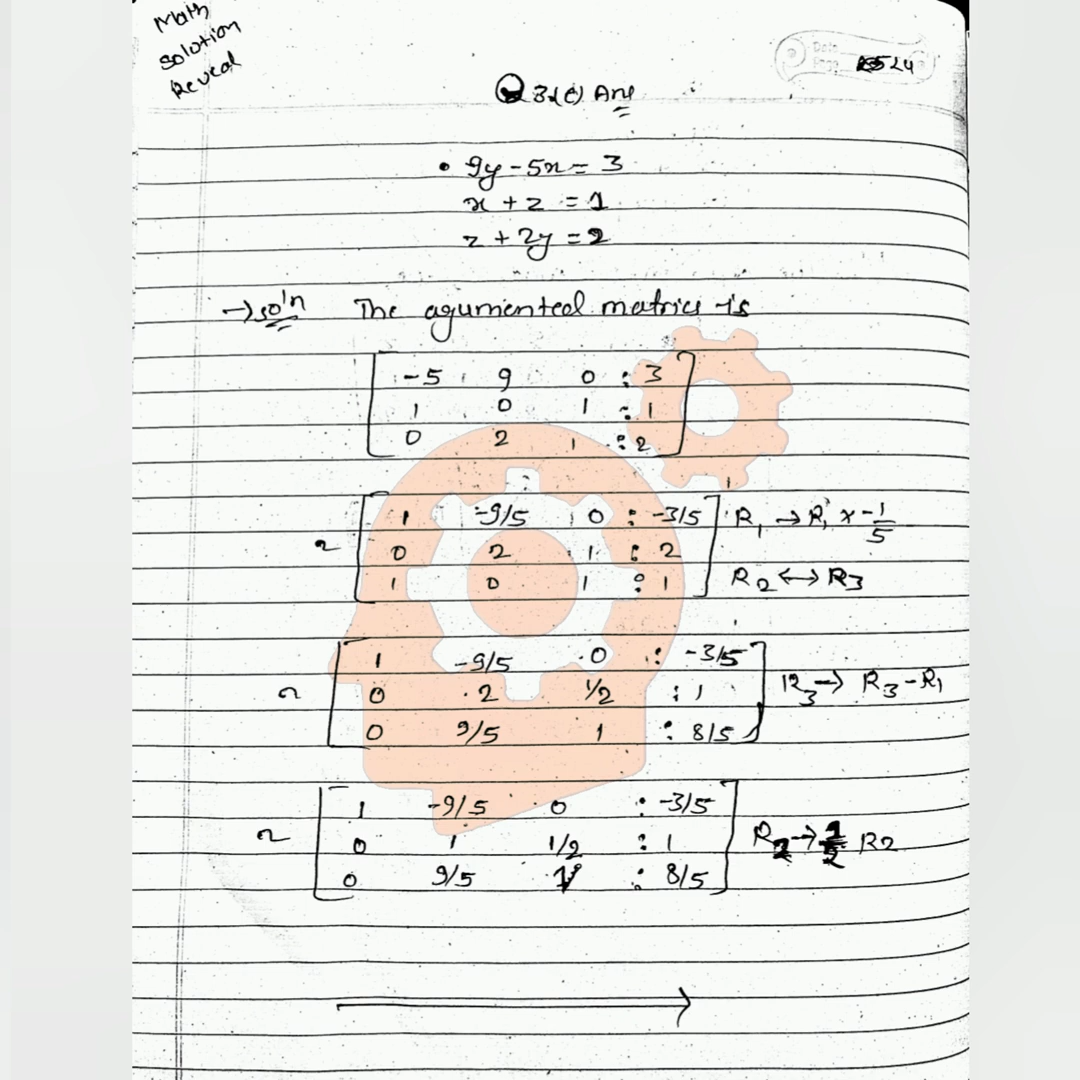 Math
Solution
Reveal
Date
Page
24
3.(c) Ans
• 9y - 5x = 3
x + z = 1
z + 2y = 2
→ so'n The agumented matrics is
[ -5 9 0 : 3 ]
[ 1 0 1 : 1 ]
[ 0 2 1 : 2 ]
~ [ 1 -9/5 0 : -3/5 ] R₁ → R₁ × -1/5
[ 0 2 1 : 2 ]
[ 1 0 1 : 1 ] R₂ ↔ R₃
~ [ 1 -9/5 0 : -3/5 ]
[ 0 2 1/2 : 1 ] R₃ → R₃ - R₁
[ 0 9/5 1 : 8/5 ]
~ [ 1 -9/5 0 : -3/5 ]
[ 0 1 1/2 : 1 ] R₂ → 1/2 R₂
[ 0 9/5 1 : 8/5 ]